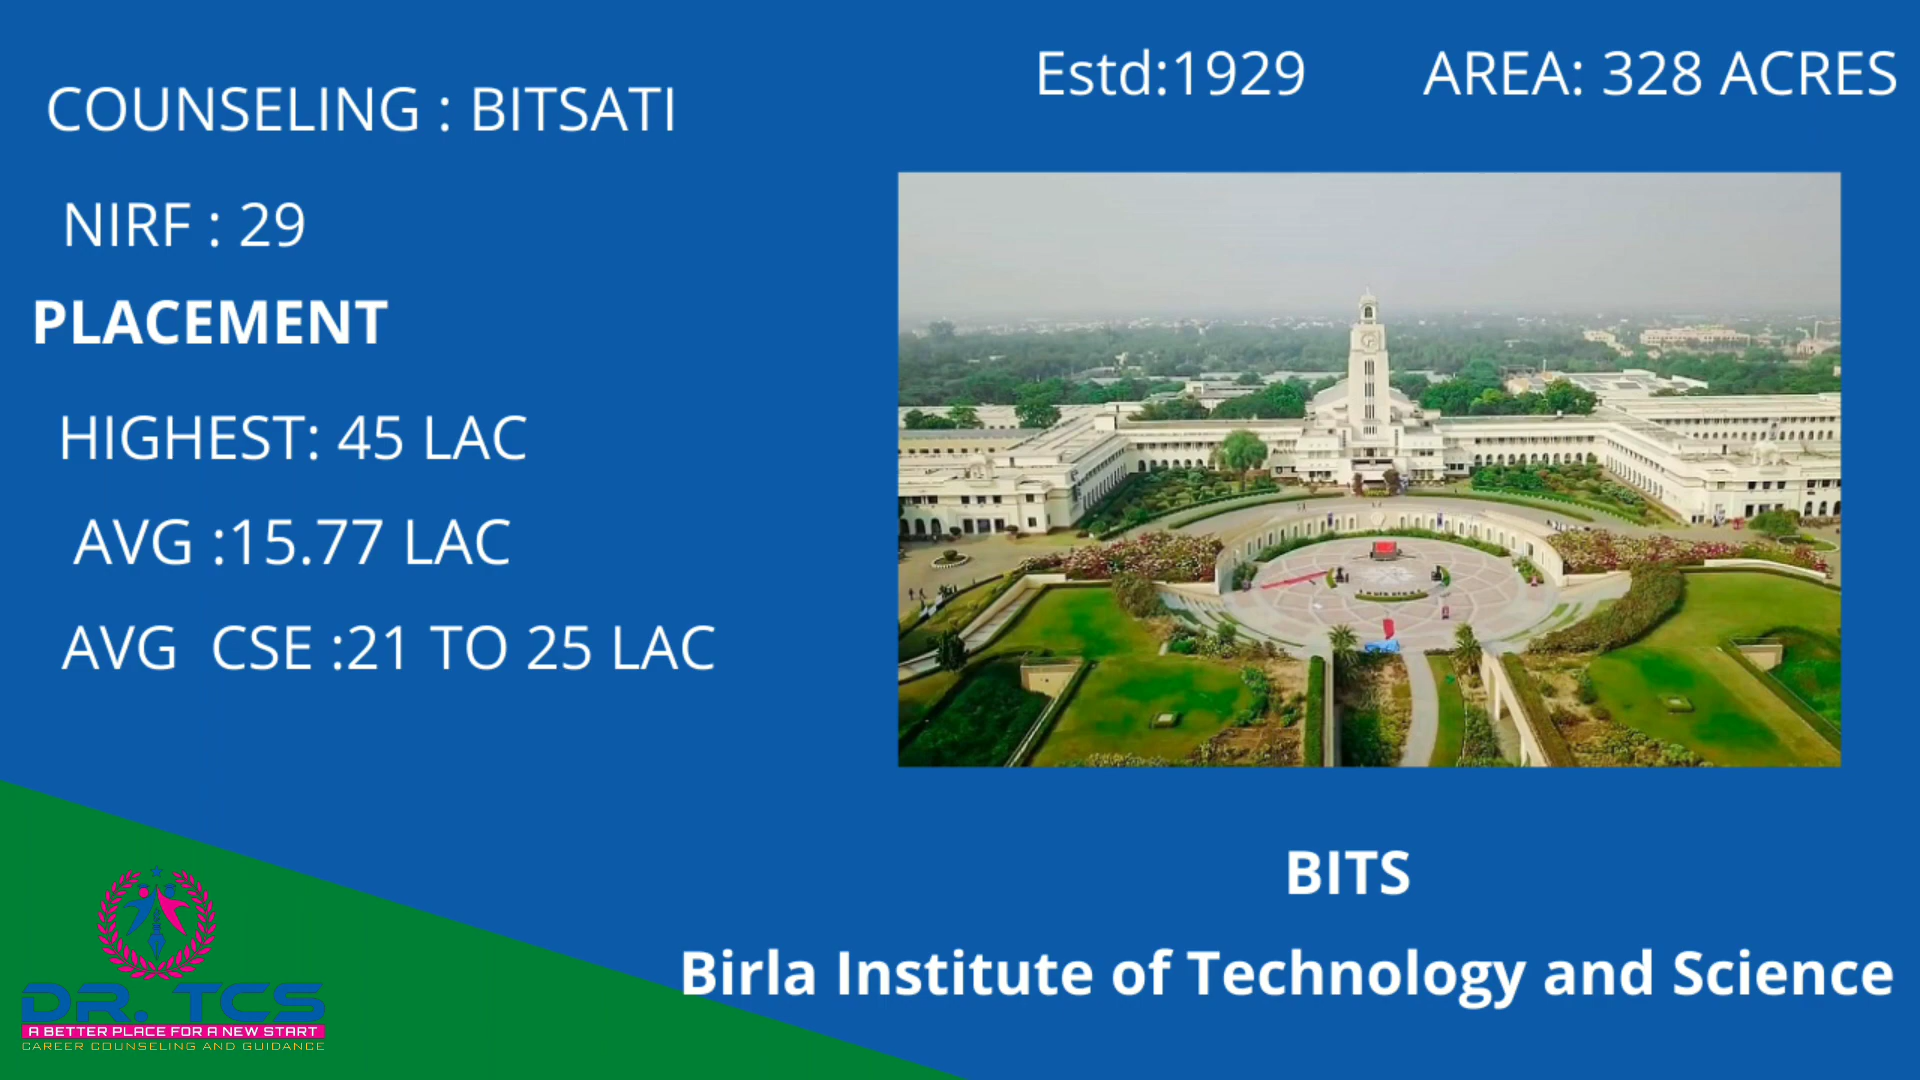 COUNSELING : BITSATI
NIRF : 29
PLACEMENT
HIGHEST: 45 LAC
AVG :15.77 LAC
AVG CSE :21 TO 25 LAC
Estd:1929 AREA: 328 ACRES
BITS
Birla Institute of Technology and Science
DR. TCS
A BETTER PLACE FOR A NEW START
CAREER COUNSELING AND GUIDANCE